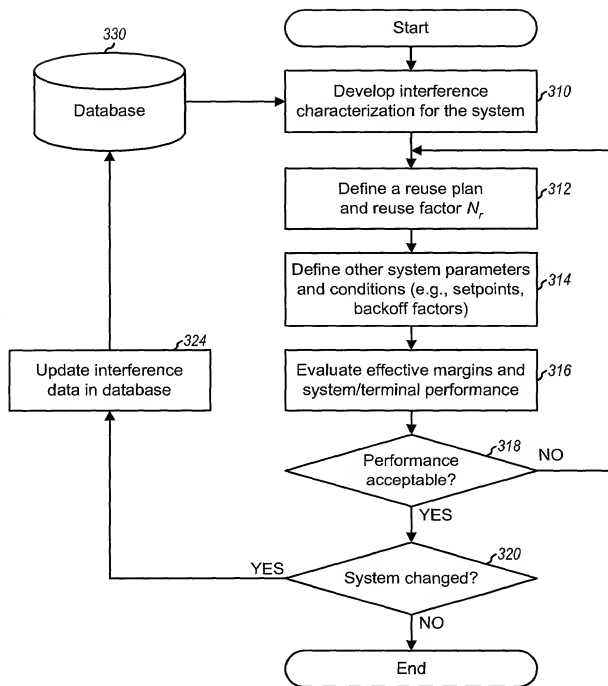 330
Start
Database
Develop interference
characterization for the system
310
Define a reuse plan
and reuse factor Nr
312
Define other system parameters
and conditions (e.g., setpoints,
backoff factors)
314
324
Update interference
data in database
Evaluate effective margins and
system/terminal performance
316
318
Performance
acceptable?
NO
YES
320
System changed?
YES
NO
End